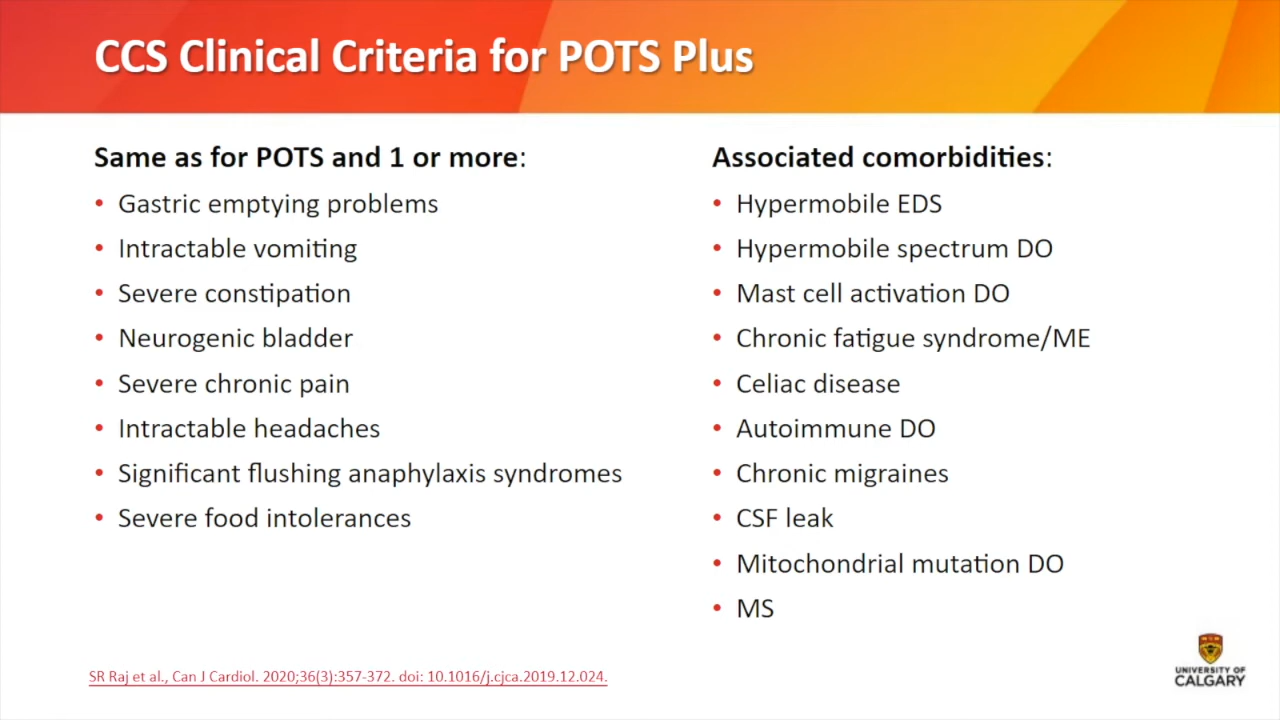 CCS Clinical Criteria for POTS Plus
Same as for POTS and 1 or more:
• Gastric emptying problems
• Intractable vomiting
• Severe constipation
• Neurogenic bladder
• Severe chronic pain
• Intractable headaches
• Significant flushing anaphylaxis syndromes
• Severe food intolerances
Associated comorbidities:
• Hypermobile EDS
• Hypermobile spectrum DO
• Mast cell activation DO
• Chronic fatigue syndrome/ME
• Celiac disease
• Autoimmune DO
• Chronic migraines
• CSF leak
• Mitochondrial mutation DO
• MS
SR Raj et al., Can J Cardiol. 2020;36(3):357-372. doi: 10.1016/j.cjca.2019.12.024.
UNIVERSITY OF
CALGARY